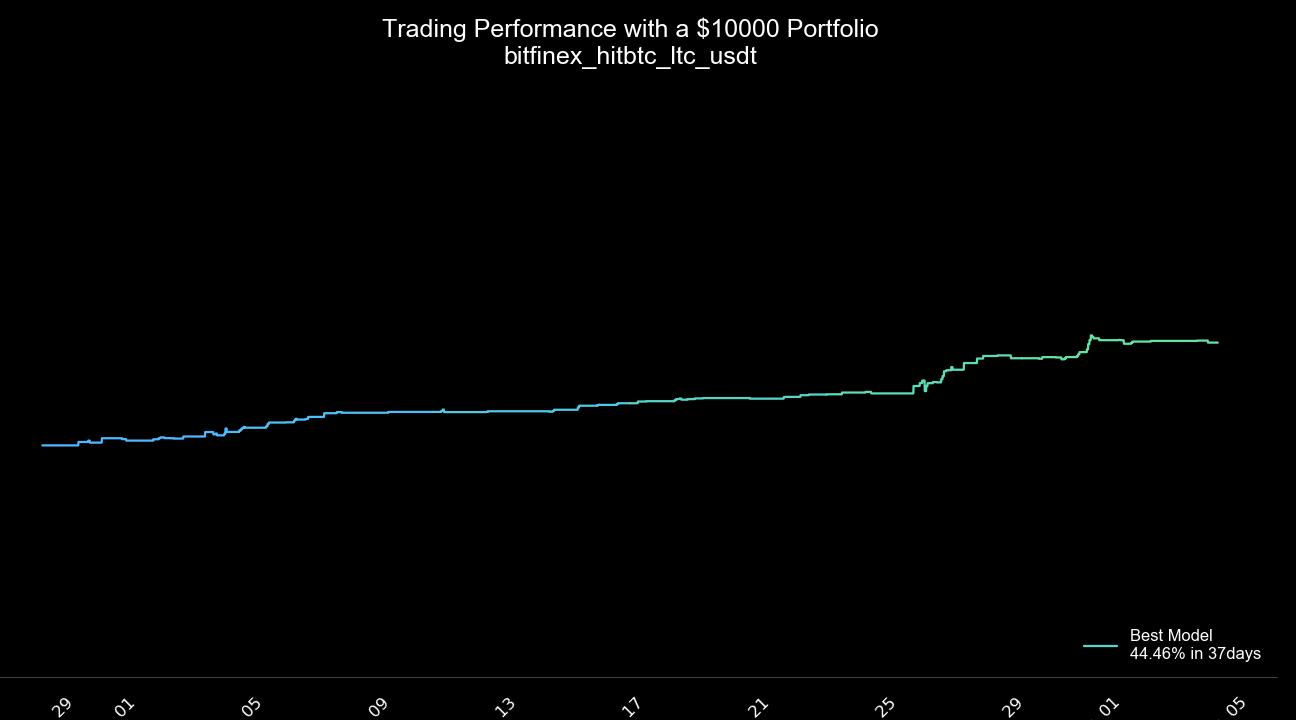 Trading Performance with a $10000 Portfolio
bitfinex_hitbtc_ltc_usdt
Best Model
44.46% in 37days
29 01 05 09 13 17 21 25 29 01 05